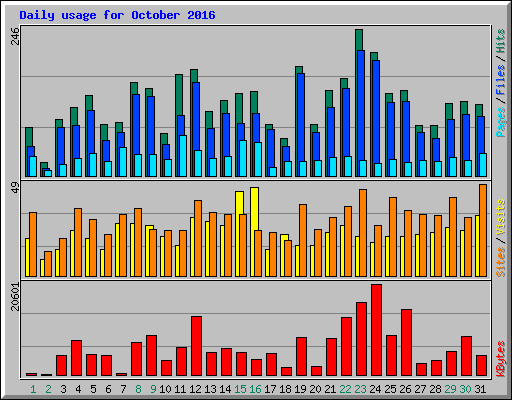 Daily usage for October 2016
246
Pages / Files / Hits
49
Sites / Visits
20601
KBytes
1 2 3 4 5 6 7 8 9 10 11 12 13 14 15 16 17 18 19 20 21 22 23 24 25 26 27 28 29 30 31